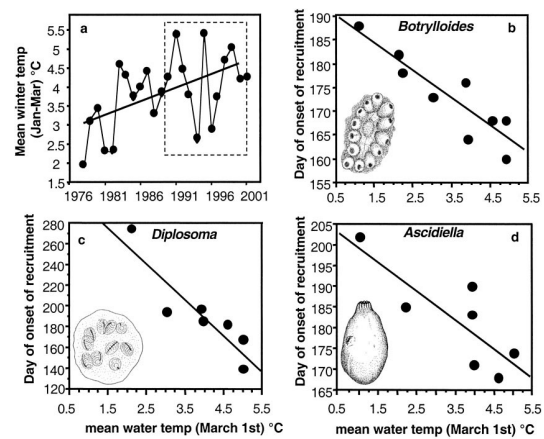 a
5.5
5
4.5
4
3.5
3
2.5
2
1.5
Mean winter temp
(Jan-Mar) °C
1976 1981 1986 1991 1996 2001
b
Botrylloides
190
185
180
175
170
165
160
155
Day of onset of recruitment
0.5 1.5 2.5 3.5 4.5 5.5
c
Diplosoma
280
260
240
220
200
180
160
140
120
Day of onset of recruitment
0.5 1.5 2.5 3.5 4.5 5.5
mean water temp (March 1st) °C
d
Ascidiella
205
200
195
190
185
180
175
170
165
Day of onset of recruitment
0.5 1.5 2.5 3.5 4.5 5.5
mean water temp (March 1st) °C